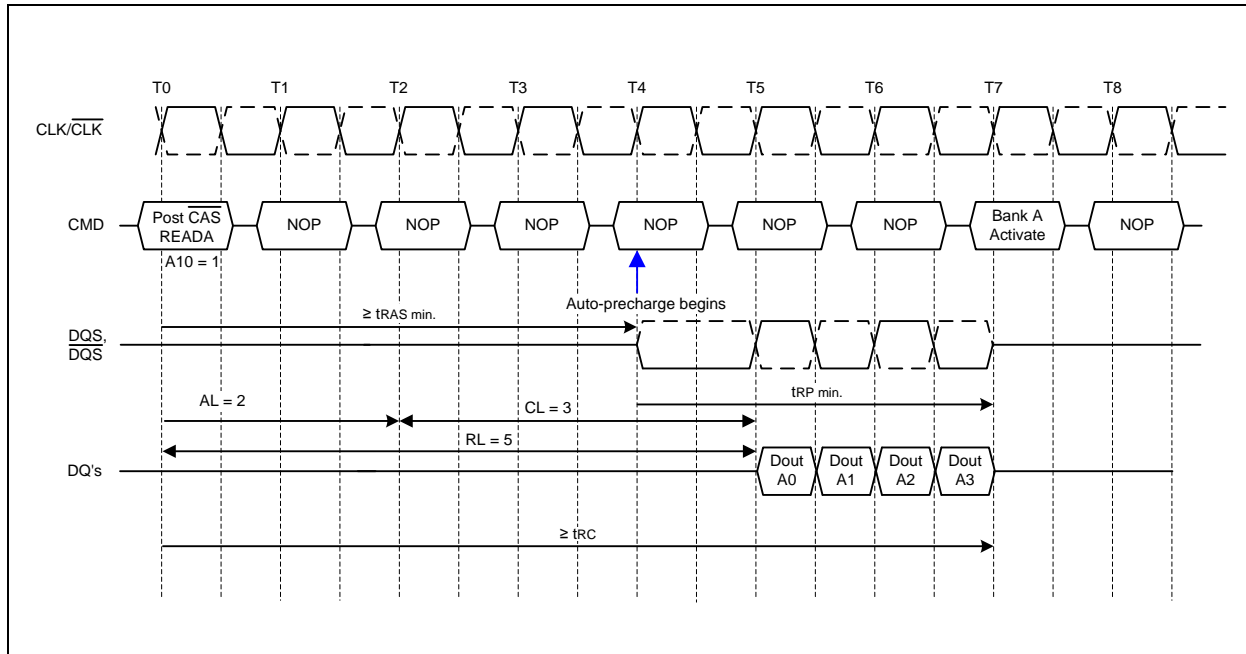 T0 T1 T2 T3 T4 T5 T6 T7 T8
CLK/CLK
CMD
Post CAS
READA
NOP
NOP
NOP
NOP
NOP
NOP
Bank A
Activate
NOP
A10 = 1
Auto-precharge begins
≥ tRAS min.
DQS,
DQS
tRP min.
AL = 2
CL = 3
RL = 5
DQ's
Dout
A0
Dout
A1
Dout
A2
Dout
A3
≥ tRC